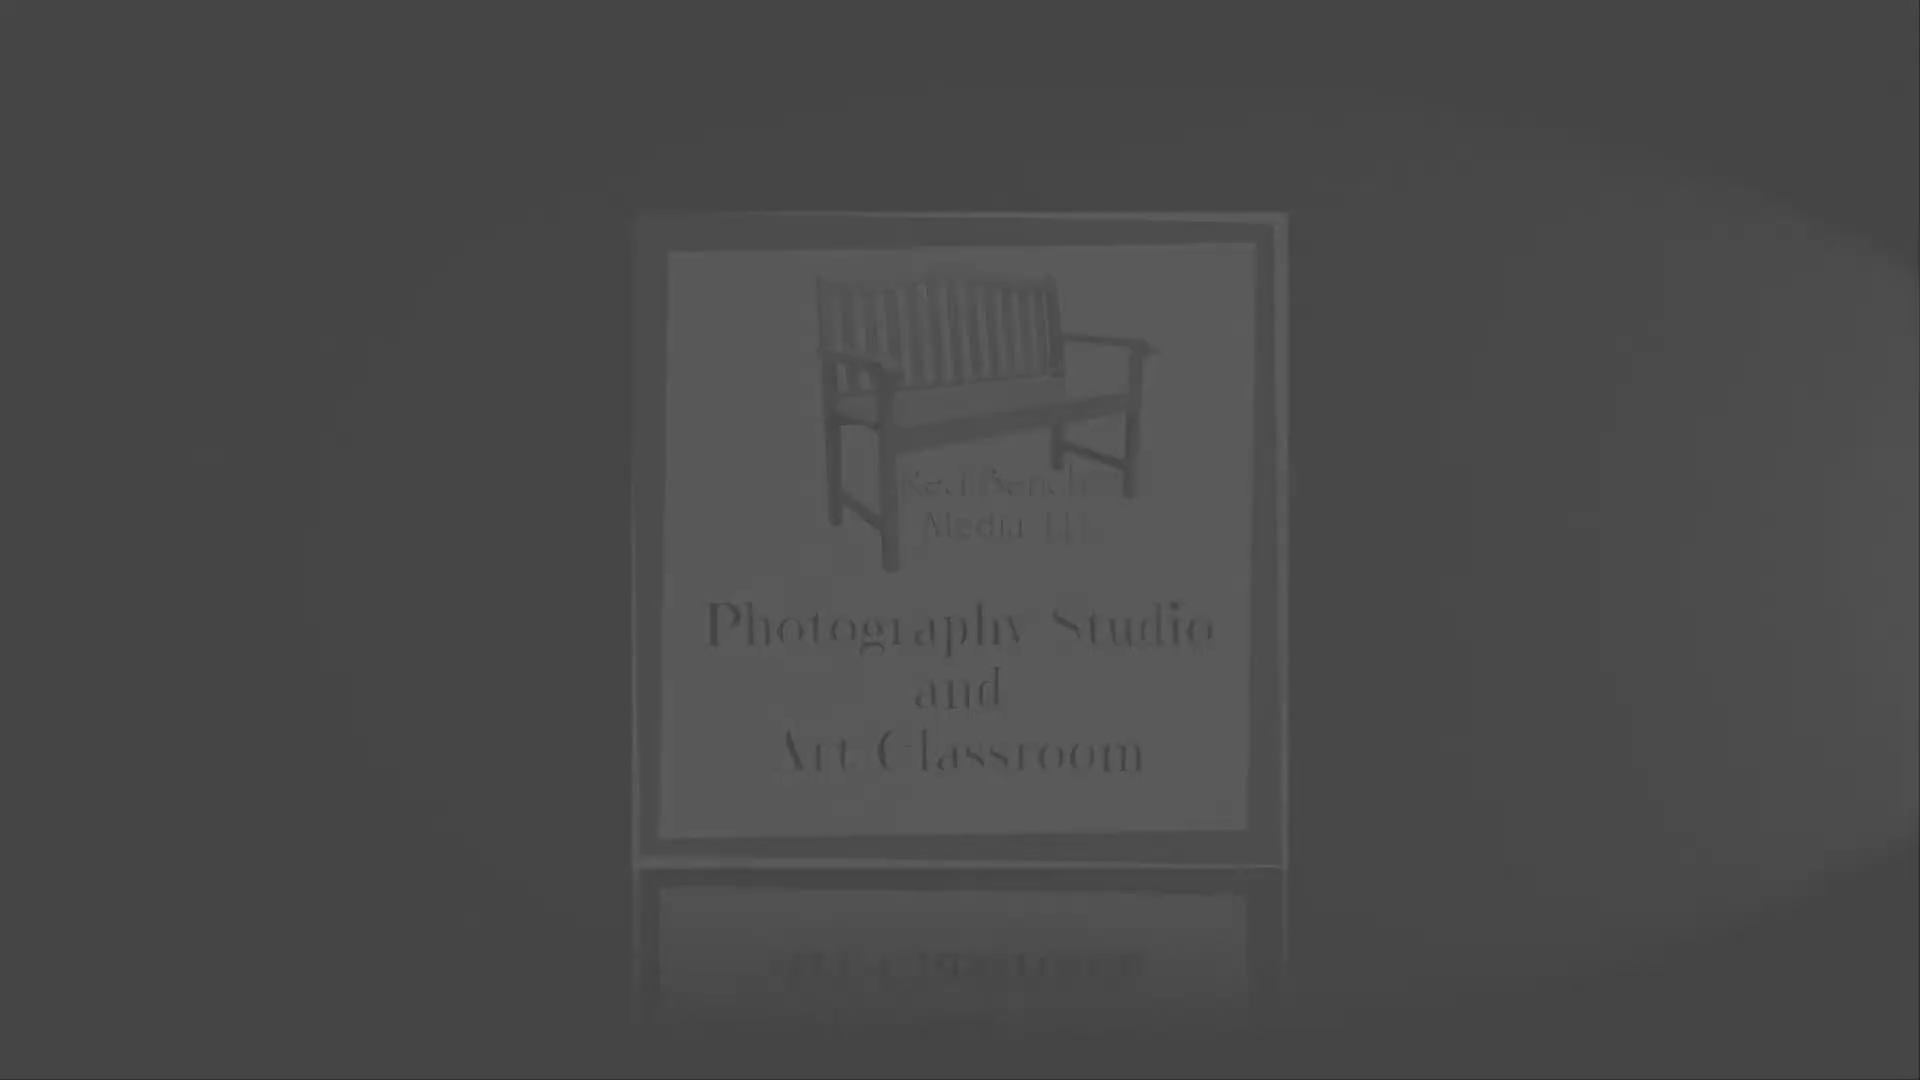 Red Bench
Media LLC
Photography Studio
and
Art Classroom